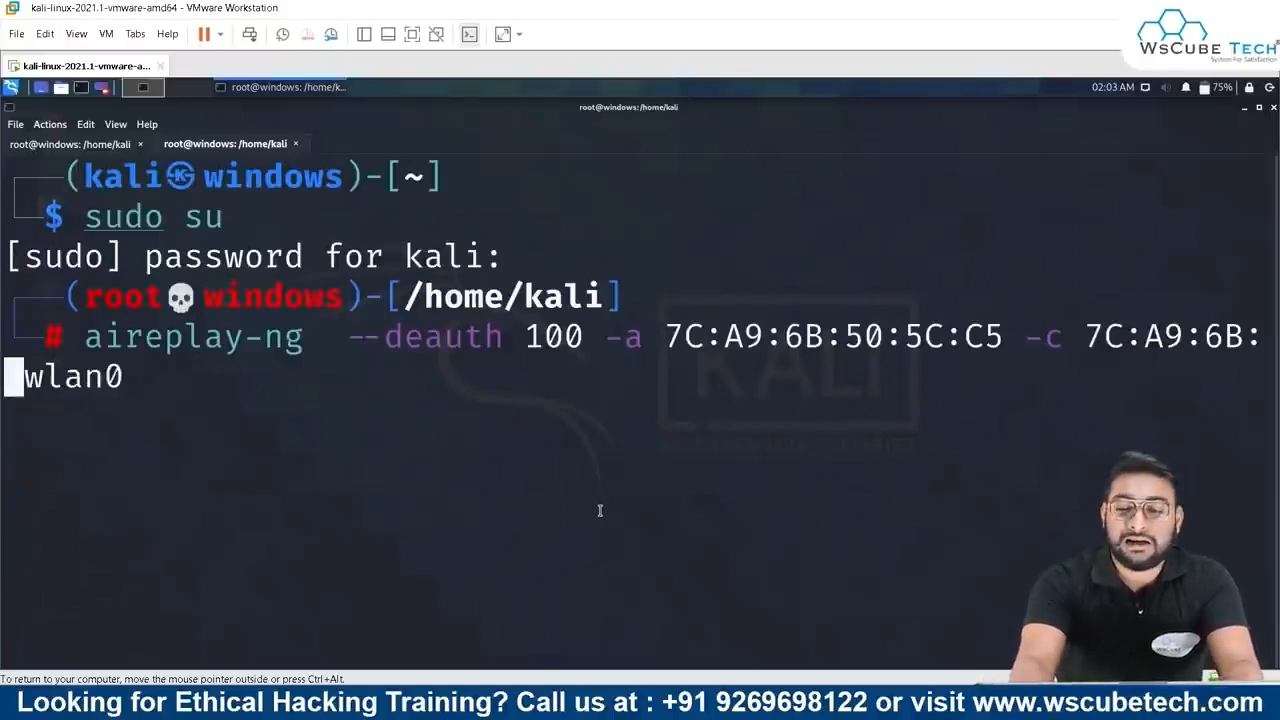 kali-linux-2021.1-vmware-amd64 - VMware Workstation
File Edit View VM Tabs Help
WSCUBE TECH
System For Satisfaction
kali-linux-2021.1-vmware-a...
root@windows: /home/k...
02:03 AM
75%
root@windows: /home/kali
File Actions Edit View Help
root@windows: /home/kali
root@windows: /home/kali
(kali㉿windows)-[~]
$ sudo su
[sudo] password for kali:
(root💀windows)-[/home/kali]
# aireplay-ng --deauth 100 -a 7C:A9:6B:50:5C:C5 -c 7C:A9:6B:
wlan0
KALI
To return to your computer, move the mouse pointer outside or press Ctrl+Alt.
Looking for Ethical Hacking Training? Call us at : +91 9269698122 or visit www.wscubetech.com